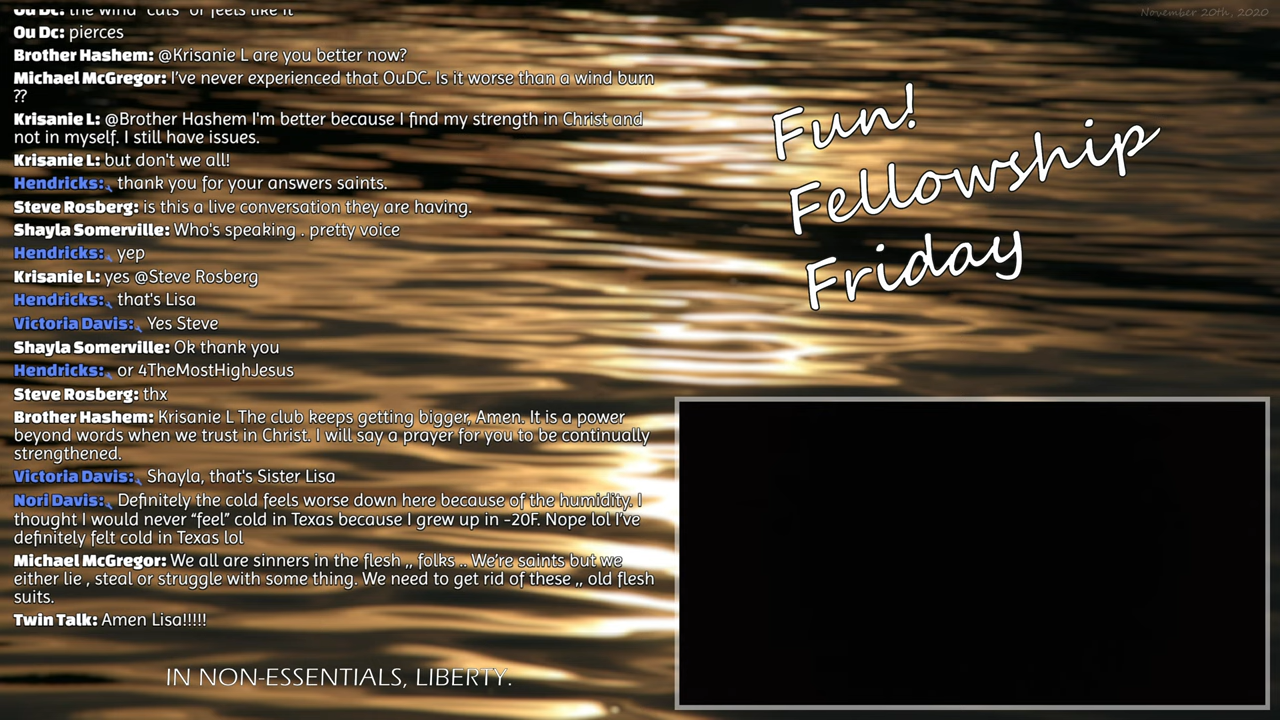 November 20th, 2020
Ou Dc: the wind "cuts" or feels like it
Ou Dc: pierces
Brother Hashem: @Krisanie L are you better now?
Michael McGregor: I've never experienced that OuDC. Is it worse than a wind burn
??
Krisanie L: @Brother Hashem I'm better because I find my strength in Christ and
not in myself. I still have issues.
Krisanie L: but don't we all!
Hendricks: thank you for your answers saints.
Steve Rosberg: is this a live conversation they are having.
Shayla Somerville: Who's speaking . pretty voice
Hendricks: yep
Krisanie L: yes @Steve Rosberg
Hendricks: that's Lisa
Victoria Davis: Yes Steve
Shayla Somerville: Ok thank you
Hendricks: or 4TheMostHighJesus
Steve Rosberg: thx
Brother Hashem: Krisanie L The club keeps getting bigger, Amen. It is a power
beyond words when we trust in Christ. I will say a prayer for you to be continually
strengthened.
Victoria Davis: Shayla, that's Sister Lisa
Nori Davis: Definitely the cold feels worse down here because of the humidity. I
thought I would never “feel” cold in Texas because I grew up in -20F. Nope lol I've
definitely felt cold in Texas lol
Michael McGregor: We all are sinners in the flesh ,, folks .. We're saints but we
either lie , steal or struggle with some thing. We need to get rid of these ,, old flesh
suits.
Twin Talk: Amen Lisa!!!!!
IN NON-ESSENTIALS, LIBERTY.
Fun!
Fellowship
Friday